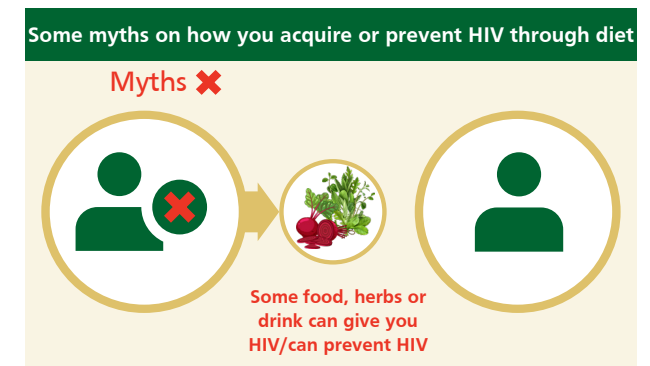 Some myths on how you acquire or prevent HIV through diet
Myths
Some food, herbs or
drink can give you
HIV/can prevent HIV